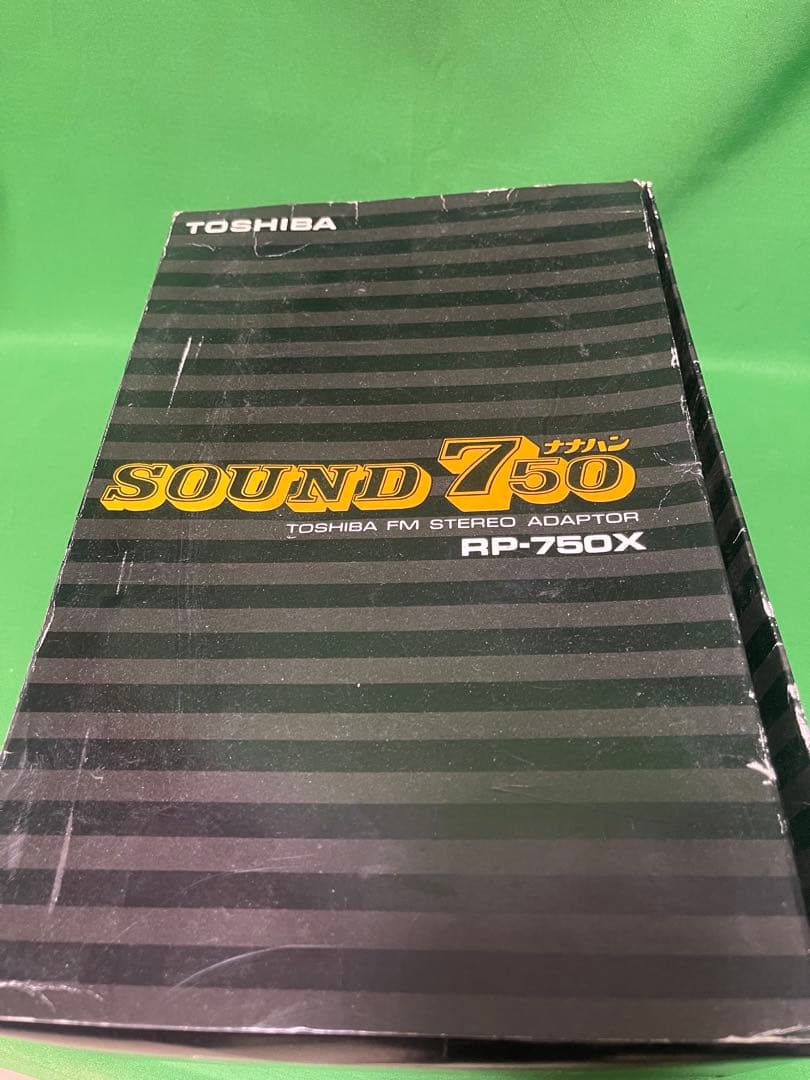 TOSHIBA
ナナハン
SOUND 750
TOSHIBA FM STEREO ADAPTOR
RP-750X